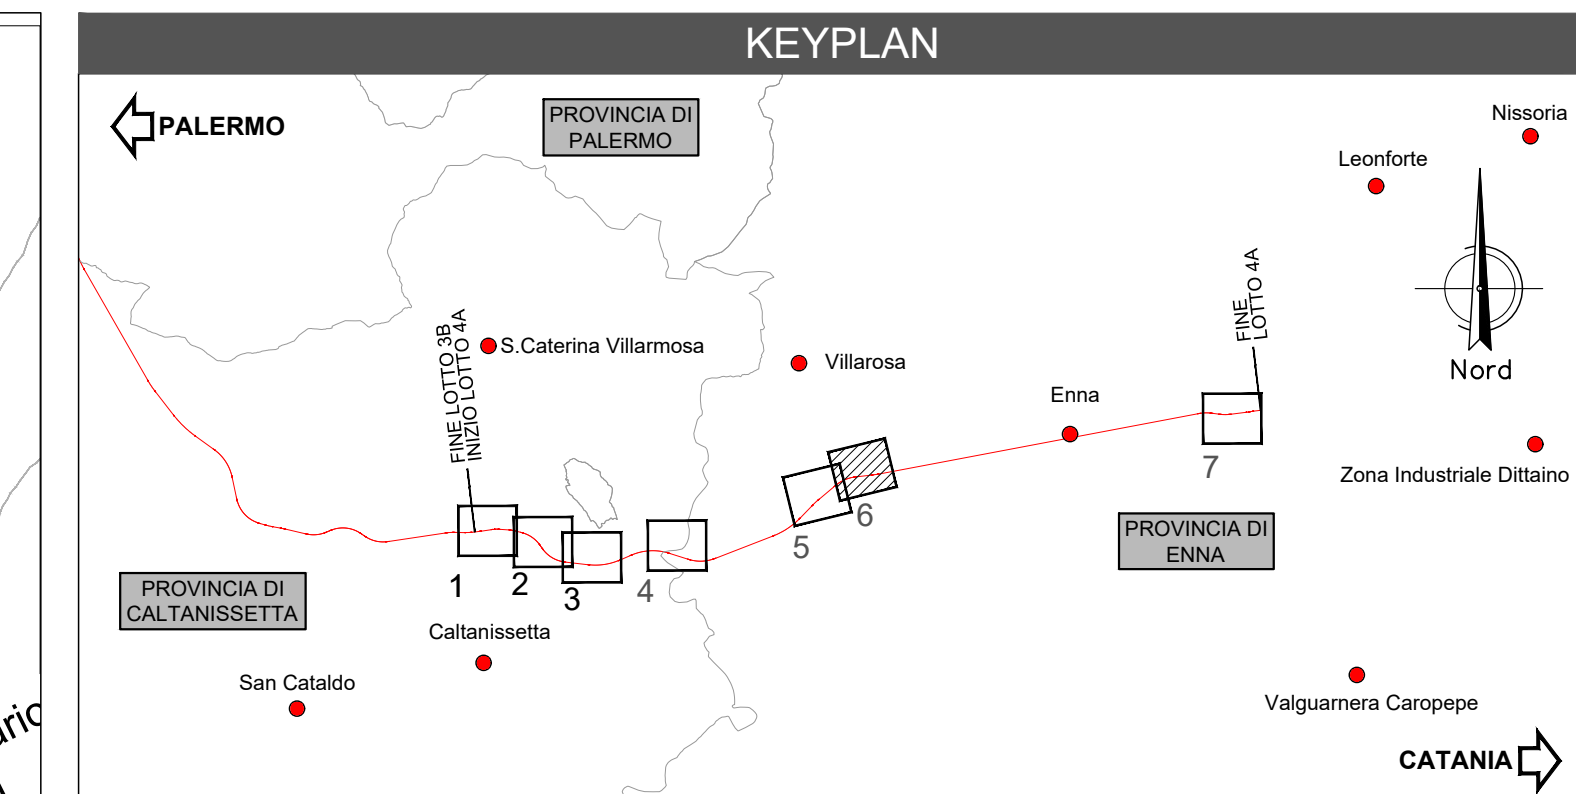 KEYPLAN
PALERMO
PROVINCIA DI
PALERMO
Nissoria
Leonforte
FINE LOTTO 3B
INIZIO LOTTO 4A
S.Caterina Villarmosa
Villarosa
Enna
FINE
LOTTO 4A
Nord
Zona Industriale Dittaino
1
2
3
4
5
6
7
PROVINCIA DI
ENNA
PROVINCIA DI
CALTANISSETTA
Caltanissetta
San Cataldo
Valguarnera Caropepe
CATANIA